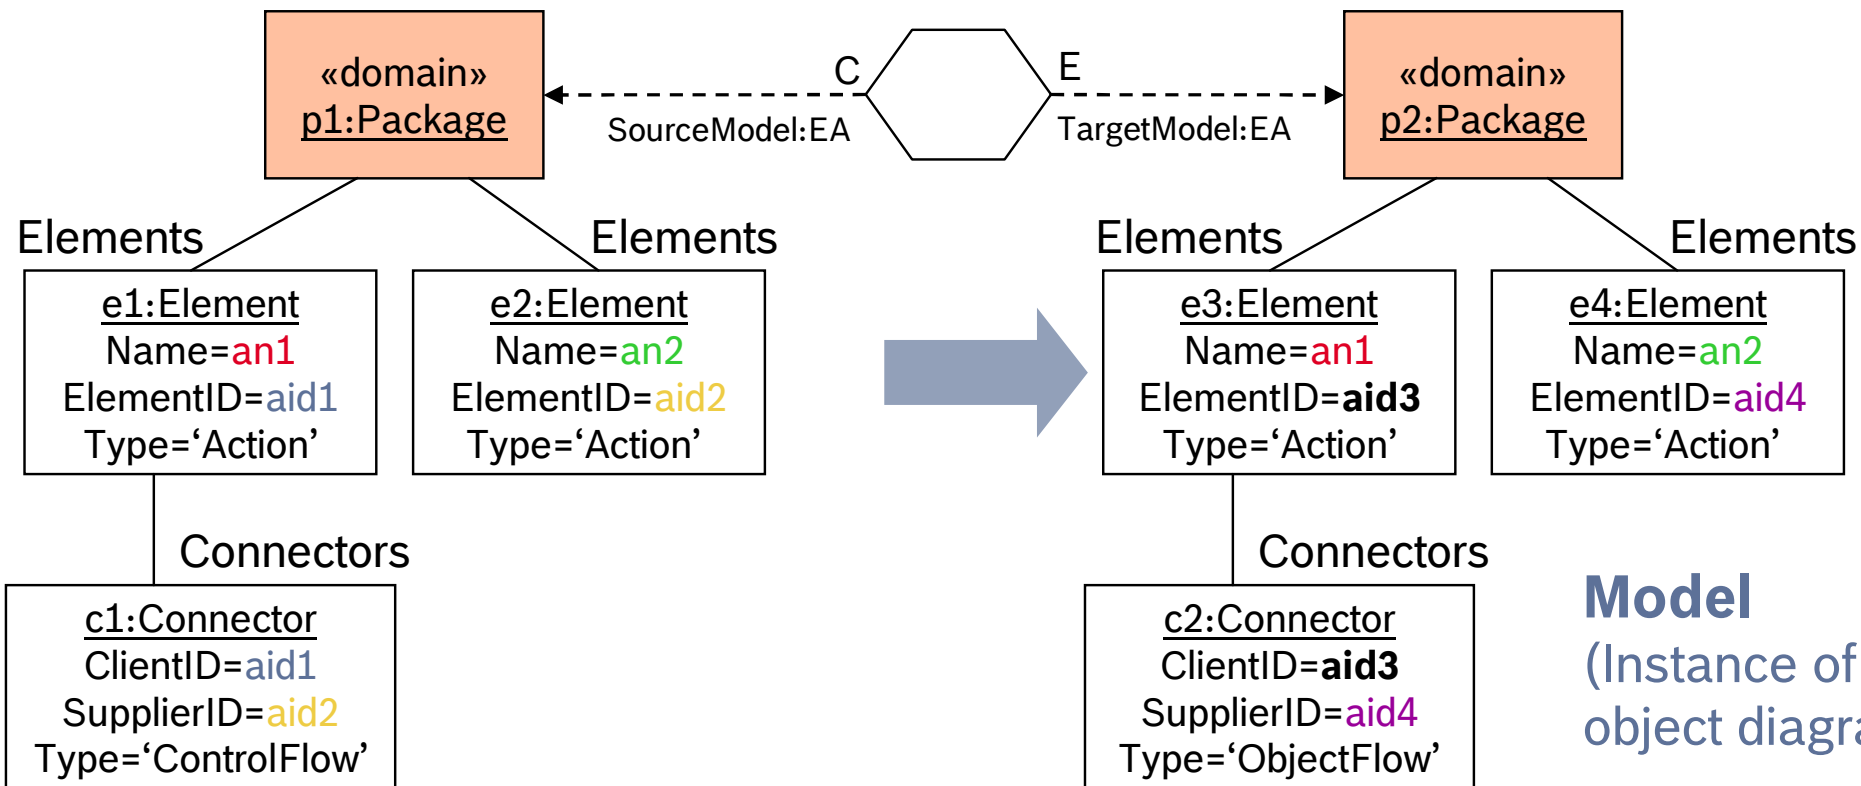 «domain»
p1:Package
C
E
SourceModel:EA
TargetModel:EA
«domain»
p2:Package
Elements
Elements
Elements
Elements
e1:Element
Name=an1
ElementID=aid1
Type=‘Action’
e2:Element
Name=an2
ElementID=aid2
Type=‘Action’
e3:Element
Name=an1
ElementID=aid3
Type=‘Action’
e4:Element
Name=an2
ElementID=aid4
Type=‘Action’
Connectors
Connectors
c1:Connector
ClientID=aid1
SupplierID=aid2
Type=‘ControlFlow’
c2:Connector
ClientID=aid3
SupplierID=aid4
Type=‘ObjectFlow’
Model
(Instance of
object